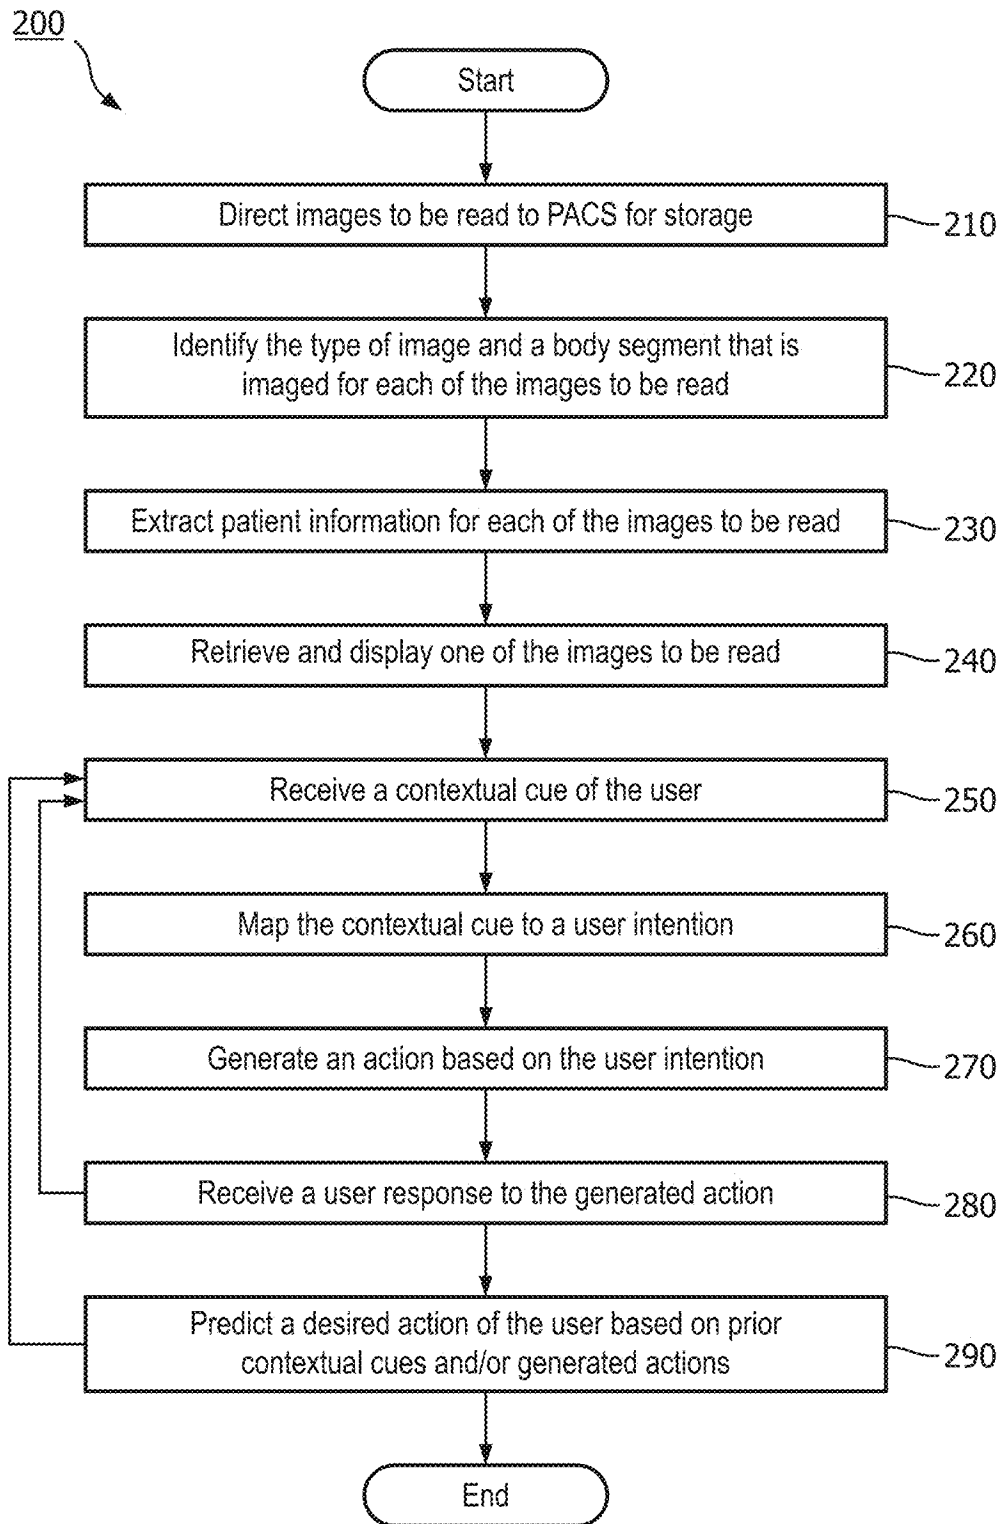 200
Start
Direct images to be read to PACS for storage
210
Identify the type of image and a body segment that is
imaged for each of the images to be read
220
Extract patient information for each of the images to be read
230
Retrieve and display one of the images to be read
240
Receive a contextual cue of the user
250
Map the contextual cue to a user intention
260
Generate an action based on the user intention
270
Receive a user response to the generated action
280
Predict a desired action of the user based on prior
contextual cues and/or generated actions
290
End